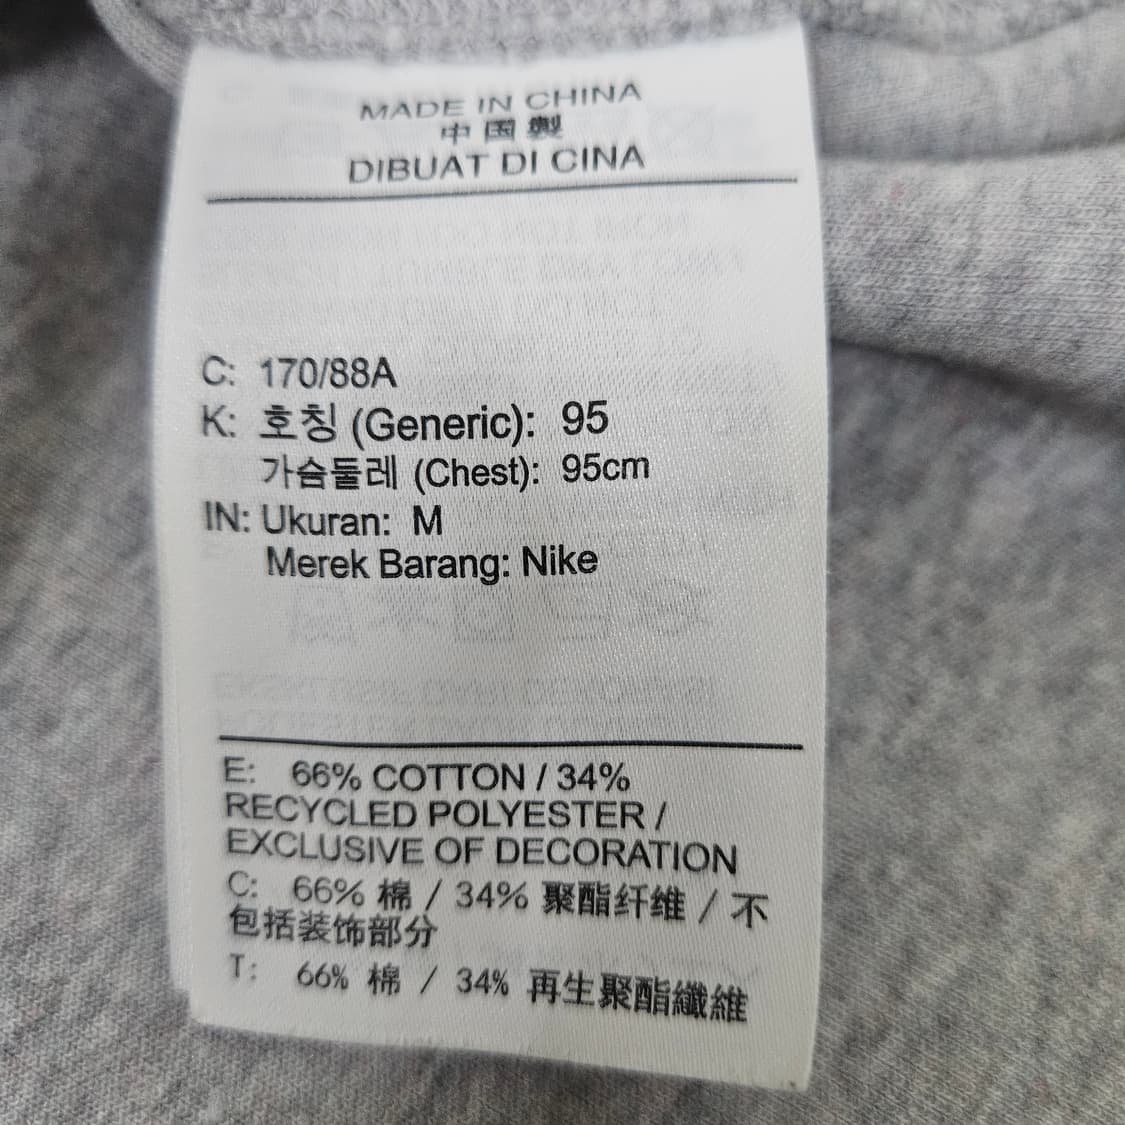 MADE IN CHINA
中国製
DIBUAT DI CINA
C: 170/88A
K: 호칭 (Generic): 95
가슴둘레 (Chest): 95cm
IN: Ukuran: M
Merek Barang: Nike
E: 66% COTTON / 34%
RECYCLED POLYESTER /
EXCLUSIVE OF DECORATION
C: 66% 棉 / 34% 聚酯纤维 / 不
包括装饰部分
T: 66% 棉 / 34% 再生聚酯纖維